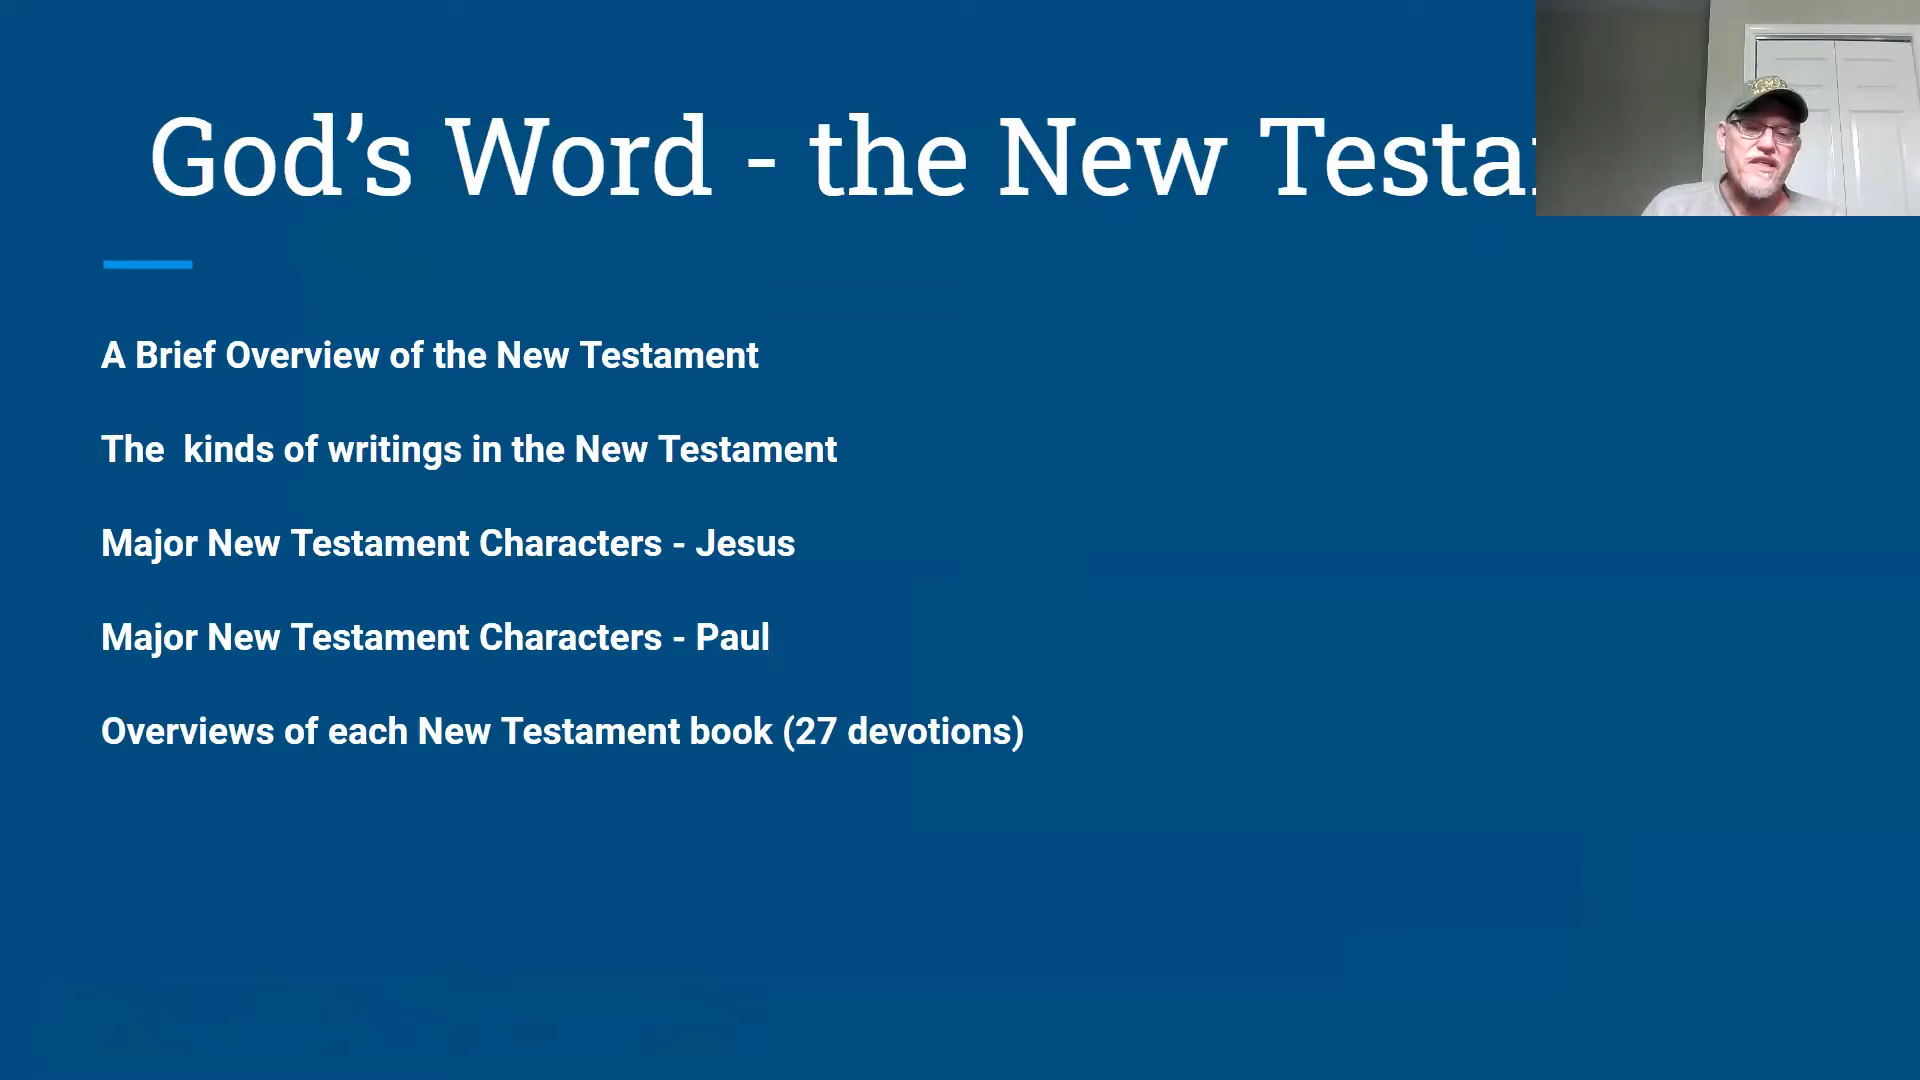 God’s Word - the New Testa
A Brief Overview of the New Testament
The  kinds of writings in the New Testament
Major New Testament Characters - Jesus
Major New Testament Characters - Paul
Overviews of each New Testament book (27 devotions)